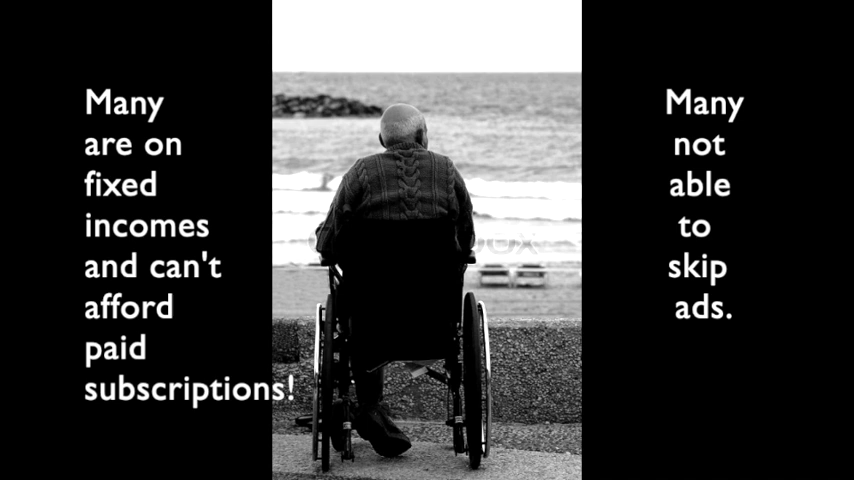 Many
are on
fixed
incomes
and can't
afford
paid
subscriptions!
Many
not
able
to
skip
ads.